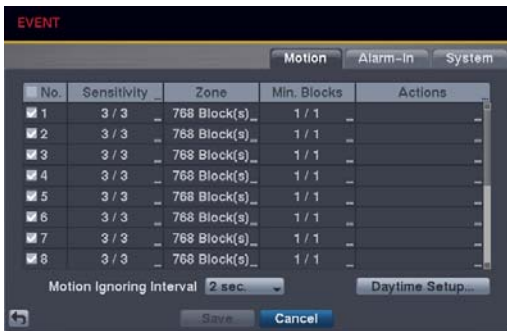 EVENT
Motion Alarm-In System
No. Sensitivity Zone Min. Blocks Actions
1 3 / 3 768 Block(s) 1 / 1
2 3 / 3 768 Block(s) 1 / 1
3 3 / 3 768 Block(s) 1 / 1
4 3 / 3 768 Block(s) 1 / 1
5 3 / 3 768 Block(s) 1 / 1
6 3 / 3 768 Block(s) 1 / 1
7 3 / 3 768 Block(s) 1 / 1
8 3 / 3 768 Block(s) 1 / 1
Motion Ignoring Interval 2 sec. Daytime Setup...
Save Cancel